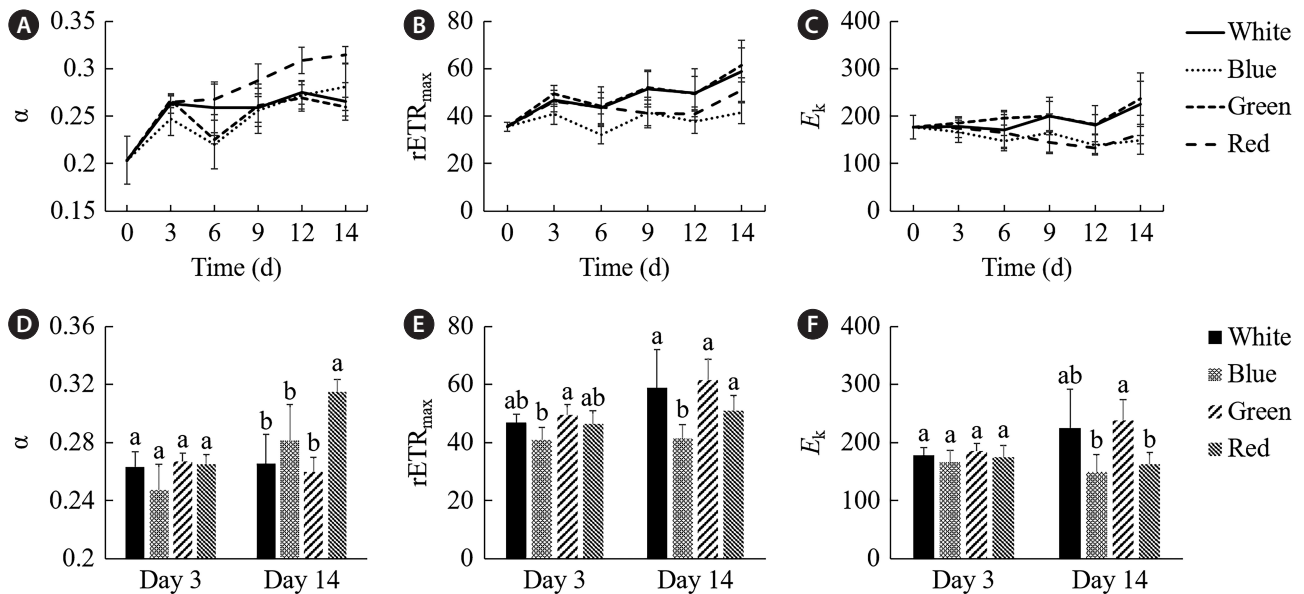 A
0.35
0.3
0.25
0.2
0.15
α
0 3 6 9 12 14
Time (d)
B
80
60
40
20
0
rETRmax
0 3 6 9 12 14
Time (d)
C
400
300
200
100
0
Ek
0 3 6 9 12 14
Time (d)
White
Blue
Green
Red
D
0.36
0.32
0.28
0.24
0.2
α
a a a a b b b a
Day 3 Day 14
E
80
60
40
20
0
rETRmax
ab b a ab a b a a
Day 3 Day 14
F
400
300
200
100
0
Ek
a a a a ab b a b
Day 3 Day 14
White
Blue
Green
Red